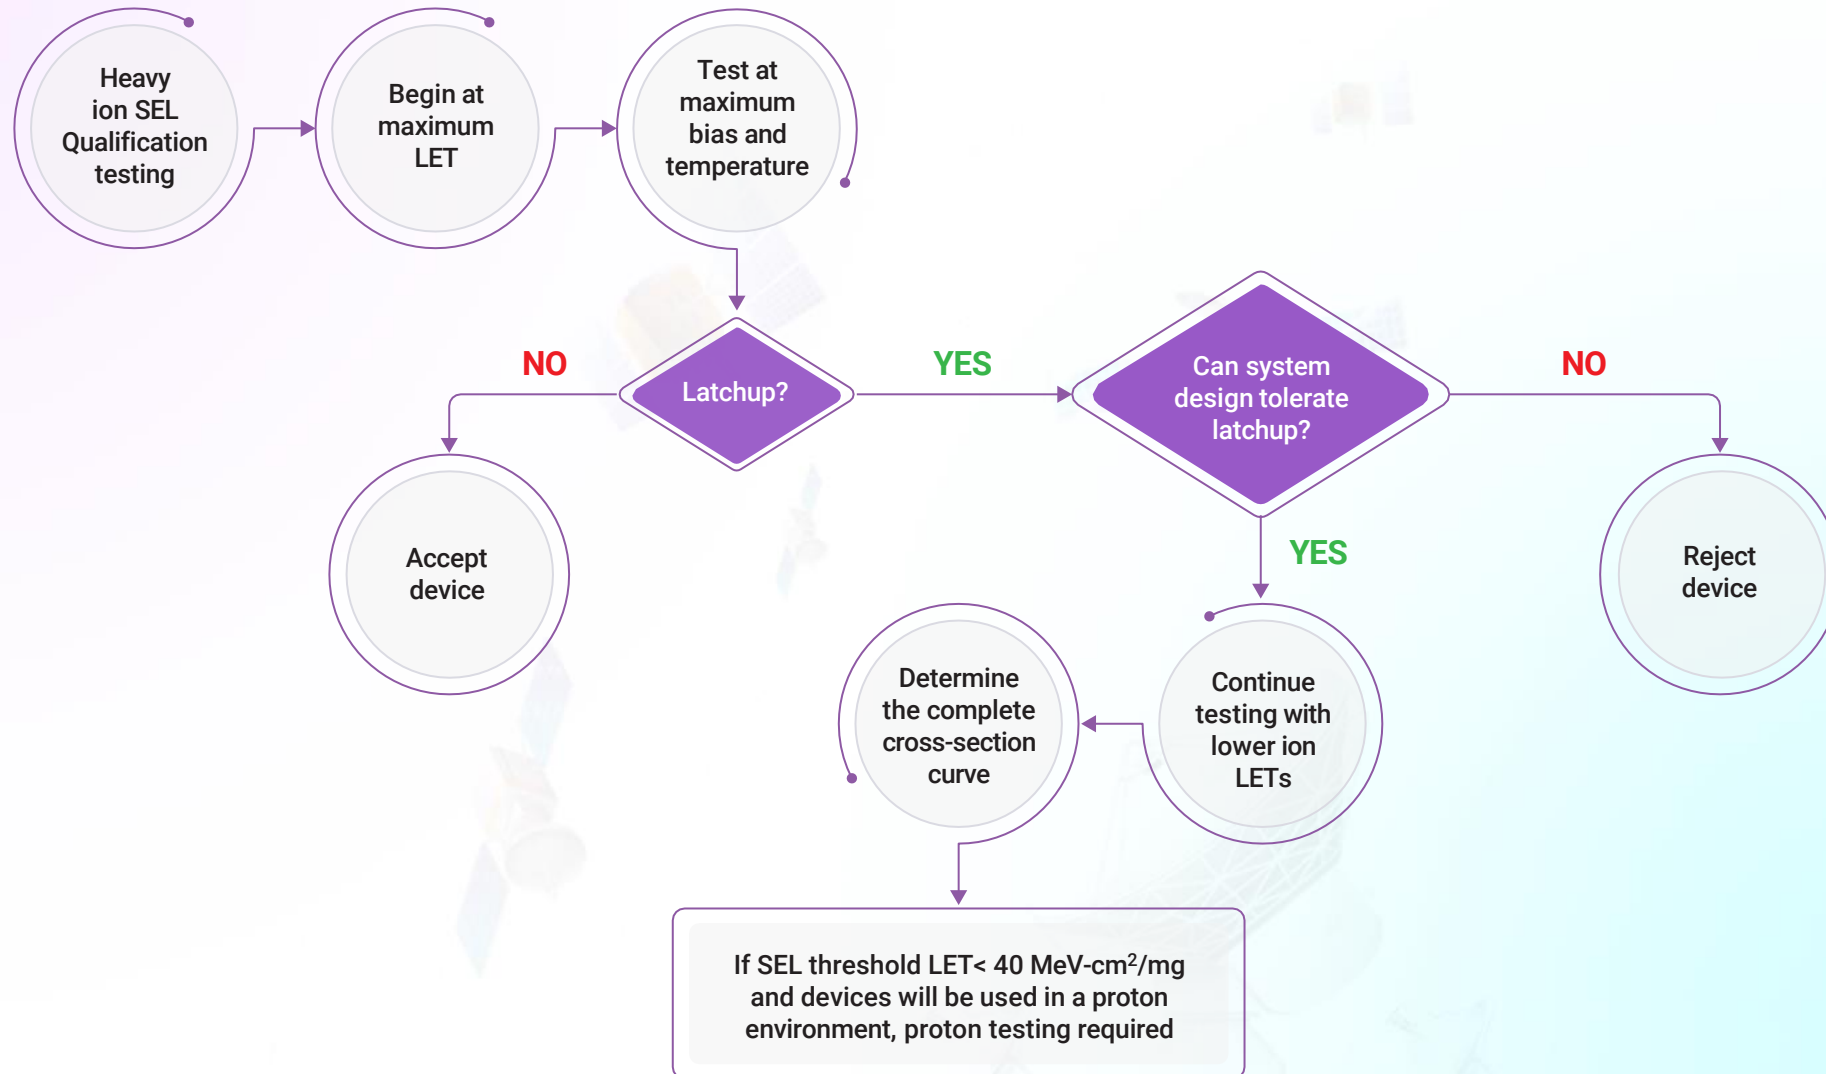 Heavy
ion SEL
Qualification
testing
Begin at
maximum
LET
Test at
maximum
bias and
temperature
NO
Latchup?
YES
Can system
design tolerate
latchup?
NO
Accept
device
YES
Reject
device
Determine
the complete
cross-section
curve
Continue
testing with
lower ion
LETs
If SEL threshold LET< 40 MeV-cm²/mg
and devices will be used in a proton
environment, proton testing required